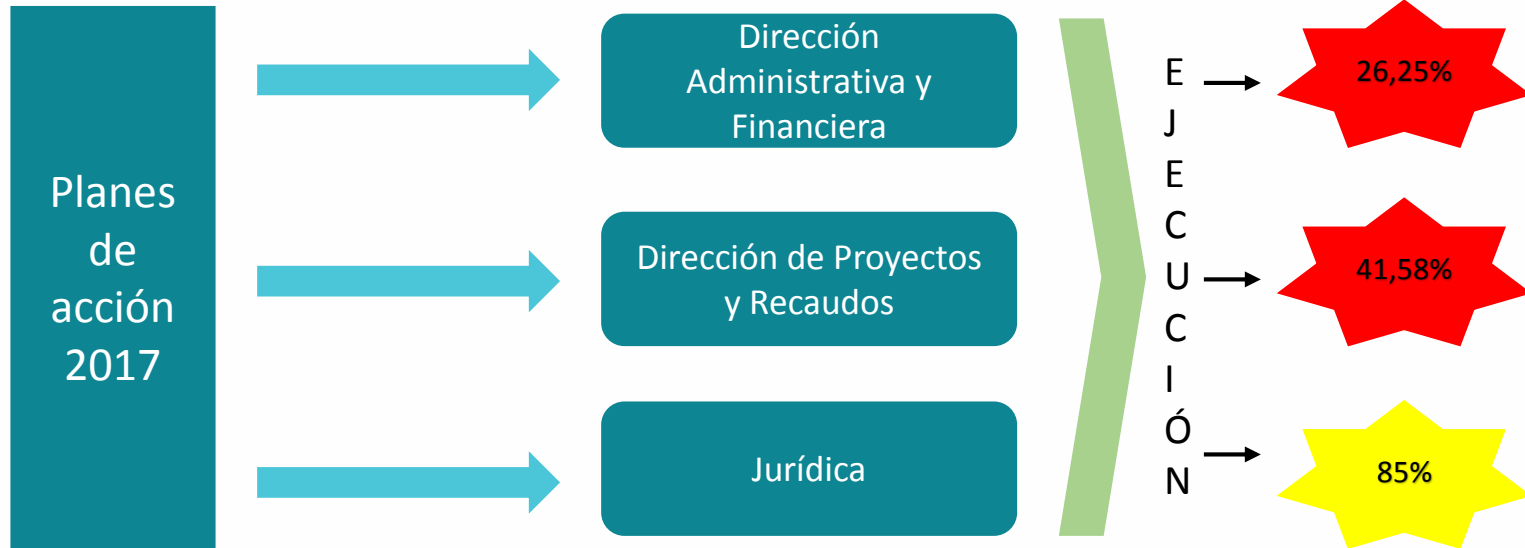 Planes
de
acción
2017
Dirección
Administrativa y
Financiera
Dirección de Proyectos
y Recaudos
Jurídica
E
J
E
C
U
C
I
Ó
N
26,25%
41,58%
85%